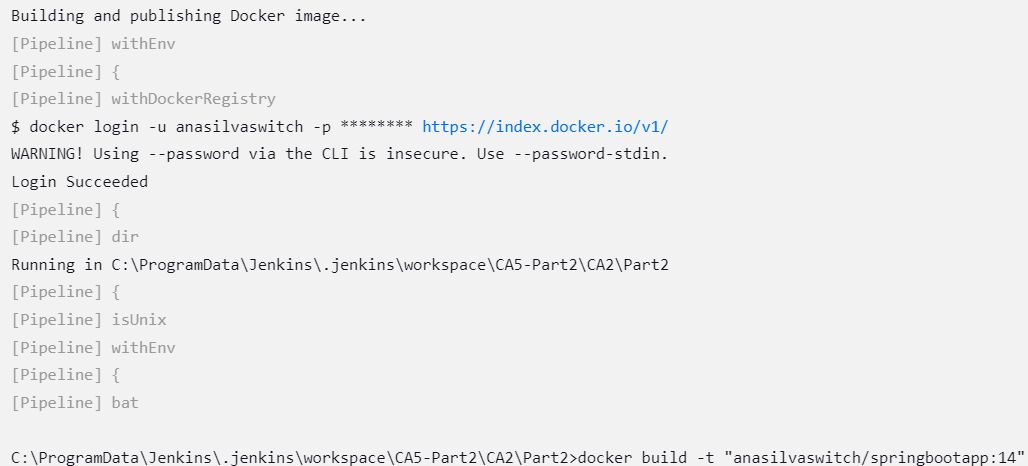 Building and publishing Docker image...
[Pipeline] withEnv
[Pipeline] {
[Pipeline] withDockerRegistry
$ docker login -u anasilvaswitch -p ******** https://index.docker.io/v1/
WARNING! Using --password via the CLI is insecure. Use --password-stdin.
Login Succeeded
[Pipeline] {
[Pipeline] dir
Running in C:\ProgramData\Jenkins\.jenkins\workspace\CA5-Part2\CA2\Part2
[Pipeline] {
[Pipeline] isUnix
[Pipeline] withEnv
[Pipeline] {
[Pipeline] bat
C:\ProgramData\Jenkins\.jenkins\workspace\CA5-Part2\CA2\Part2>docker build -t "anasilvaswitch/springbootapp:14"